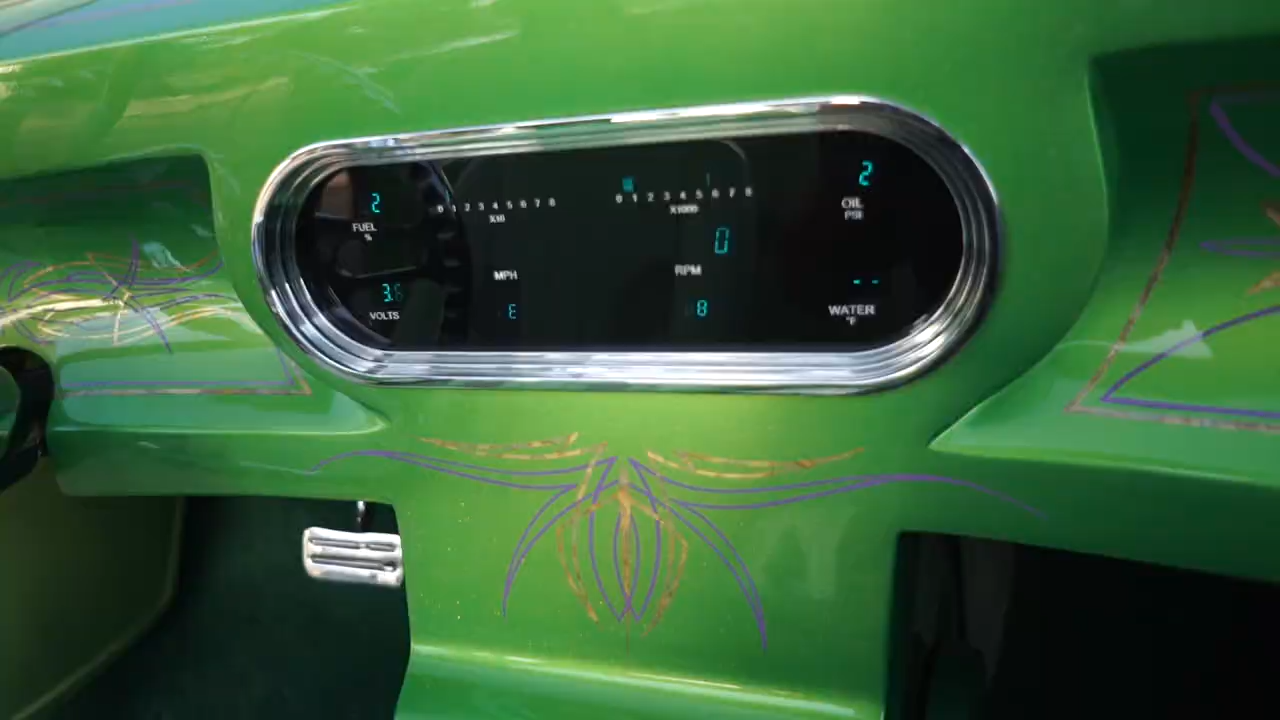 2
FUEL
%
0 1 2 3 4 5 6 7 8
X10
0 1 2 3 4 5 6 7 8
X1000
2
OIL
PSI
0
MPH
RPM
3.6
VOLTS
E
8
--
WATER
°F